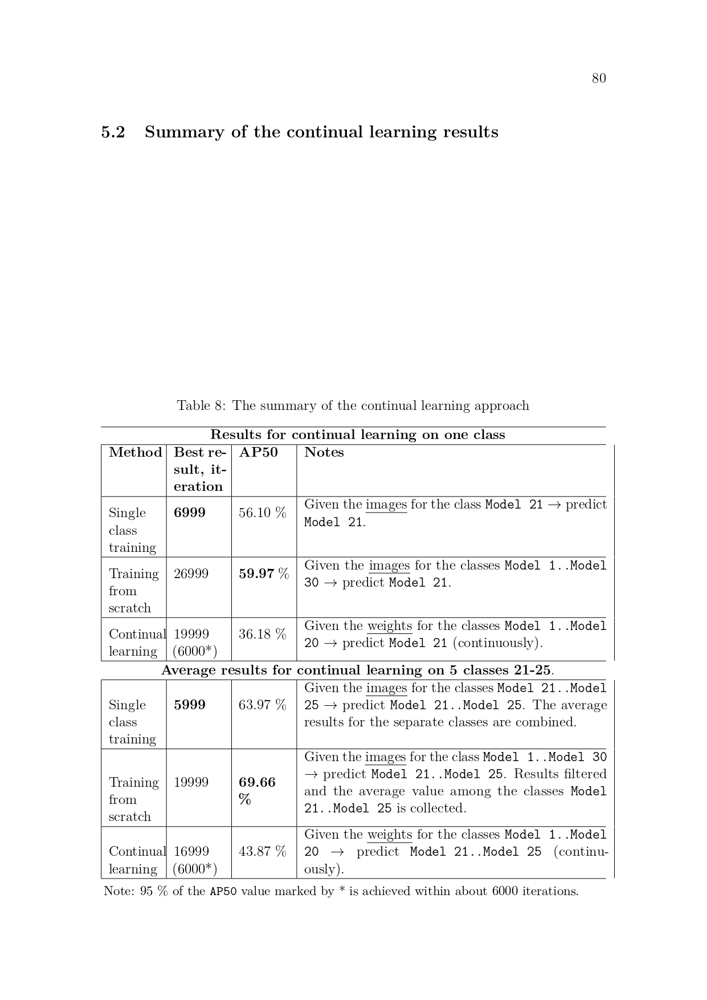 80
5.2 Summary of the continual learning results
Table 8: The summary of the continual learning approach
Results for continual learning on one class
Method
Best re-
sult, it-
eration
AP50
Notes
Single
class
training
6999
56.10 %
Given the images for the class Model 21 → predict
Model 21.
Training
from
scratch
26999
59.97 %
Given the images for the classes Model 1..Model
30 → predict Model 21.
Continual
learning
19999
(6000*)
36.18 %
Given the weights for the classes Model 1..Model
20 → predict Model 21 (continuously).
Average results for continual learning on 5 classes 21-25.
Single
class
training
5999
63.97 %
Given the images for the classes Model 21..Model
25 → predict Model 21..Model 25. The average
results for the separate classes are combined.
Training
from
scratch
19999
69.66
%
Given the images for the class Model 1..Model 30
→ predict Model 21..Model 25. Results filtered
and the average value among the classes Model
21..Model 25 is collected.
Continual
learning
16999
(6000*)
43.87 %
Given the weights for the classes Model 1..Model
20 → predict Model 21..Model 25 (continu-
ously).
Note: 95 % of the AP50 value marked by * is achieved within about 6000 iterations.